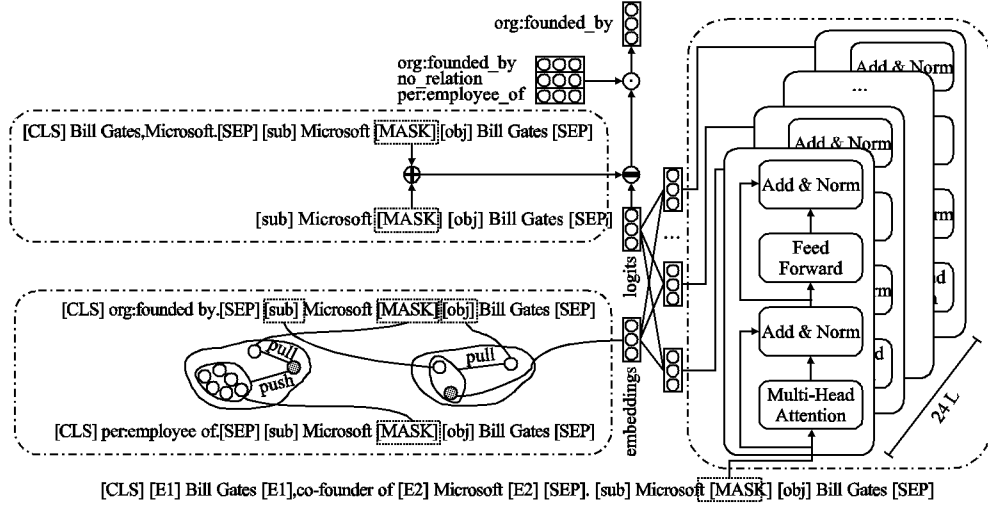 org:founded_by
org:founded_by
no_relation
per:employee_of
[CLS] Bill Gates,Microsoft.[SEP] [sub] Microsoft [MASK] [obj] Bill Gates [SEP]
[sub] Microsoft [MASK] [obj] Bill Gates [SEP]
logits
...
[CLS] org:founded by.[SEP] [sub] Microsoft [MASK] [obj] Bill Gates [SEP]
pull
push
pull
embeddings
[CLS] per:employee of.[SEP] [sub] Microsoft [MASK] [obj] Bill Gates [SEP]
Add & Norm
...
Add & Norm
Add & Norm
Feed
Forward
Add & Norm
Multi-Head
Attention
24 L
[CLS] [E1] Bill Gates [E1],co-founder of [E2] Microsoft [E2] [SEP]. [sub] Microsoft [MASK] [obj] Bill Gates [SEP]